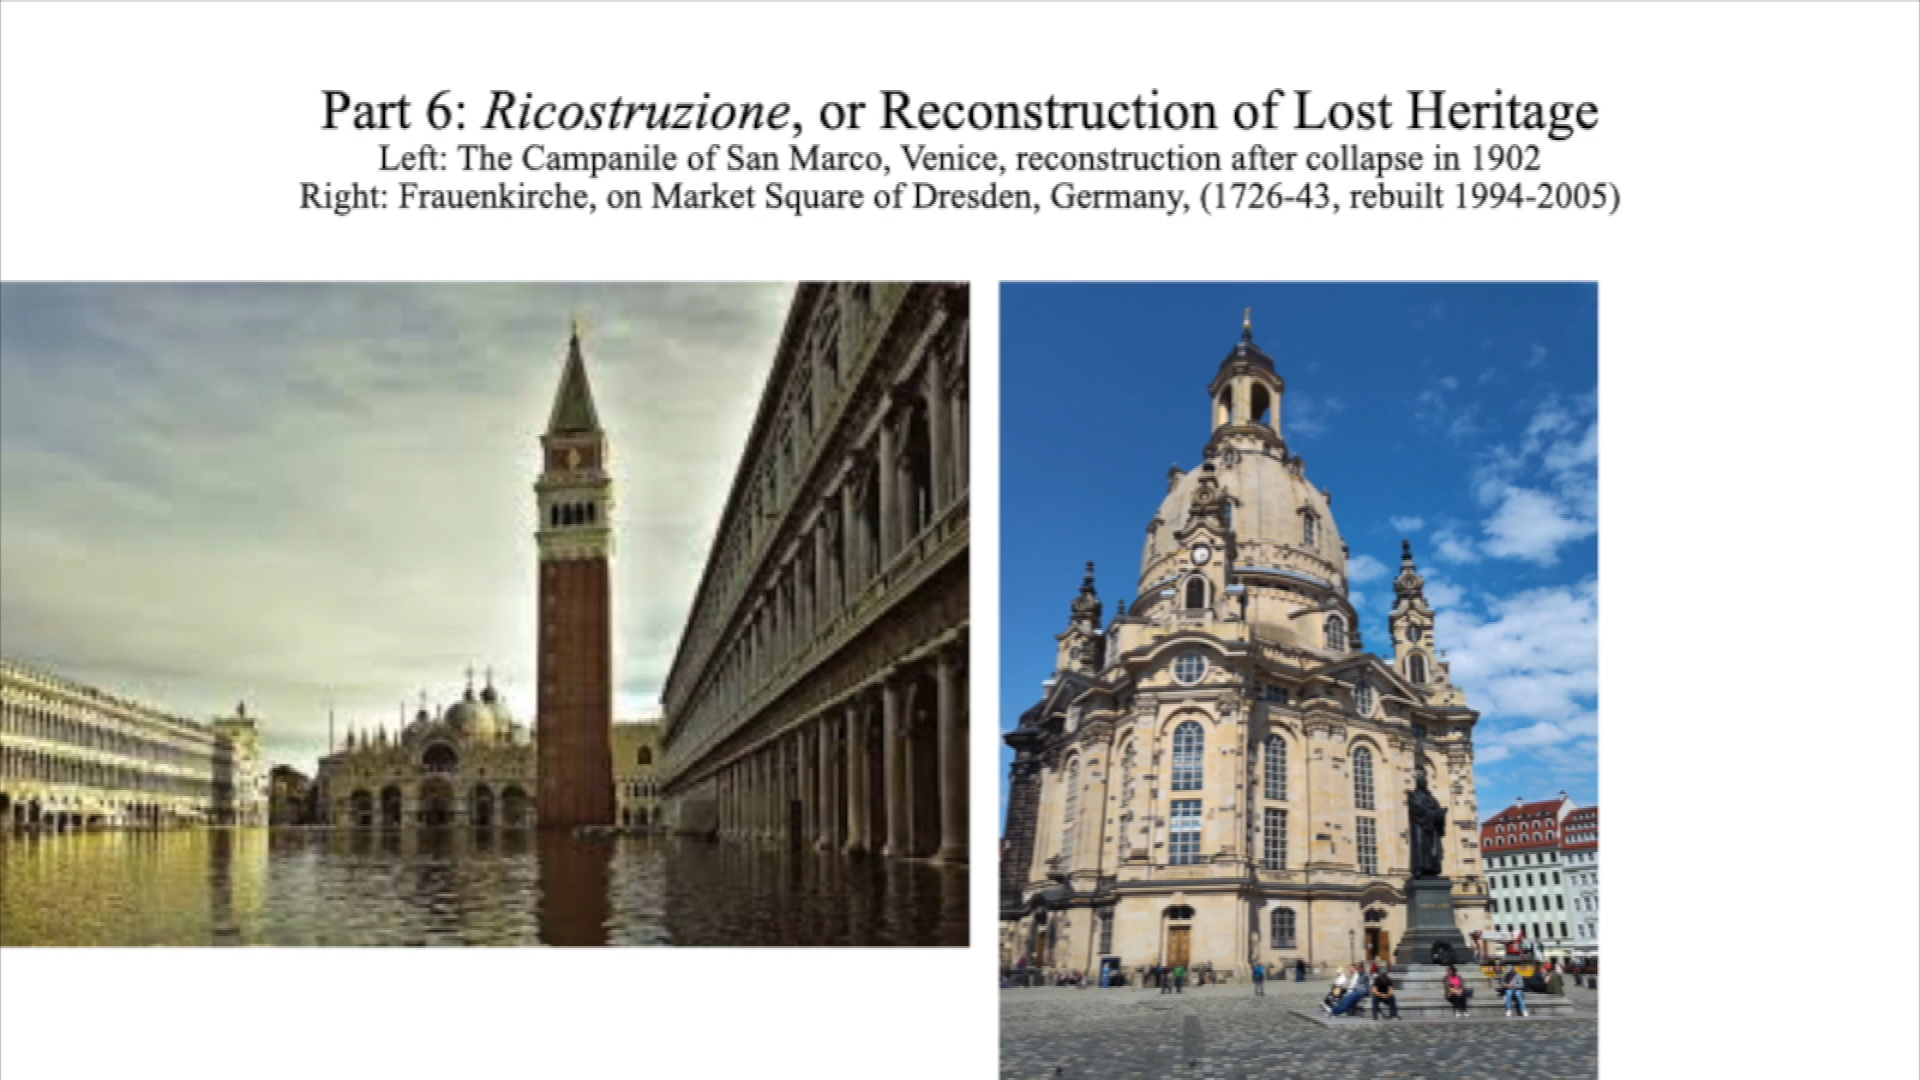 Part 6: Ricostruzione, or Reconstruction of Lost Heritage
Left: The Campanile of San Marco, Venice, reconstruction after collapse in 1902
Right: Frauenkirche, on Market Square of Dresden, Germany, (1726-43, rebuilt 1994-2005)